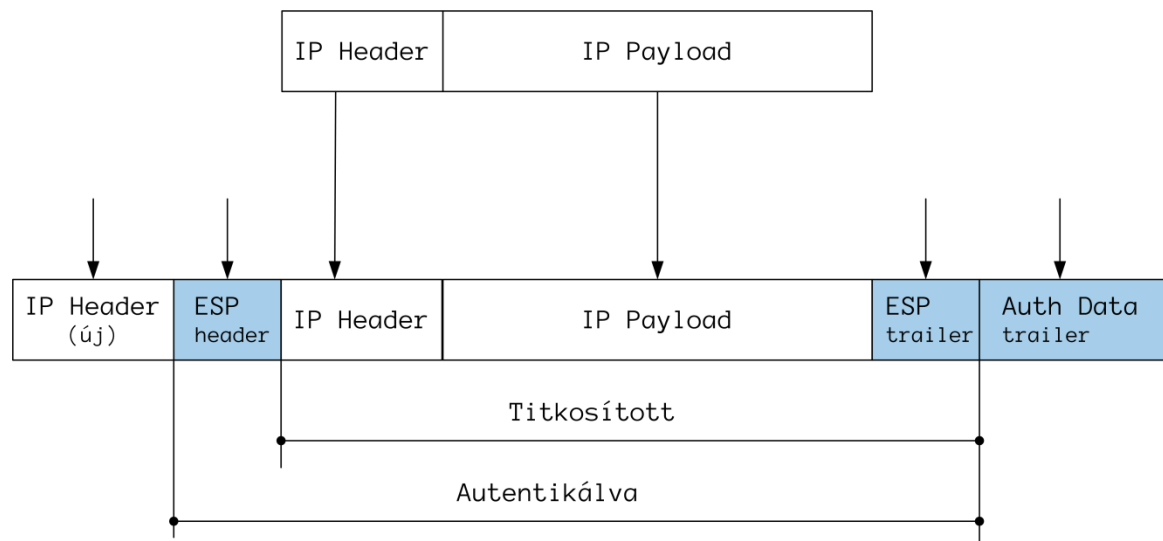 IP Header IP Payload
IP Header ESP IP Header IP Payload ESP Auth Data
(új) header trailer trailer
Titkosított
Autentikálva